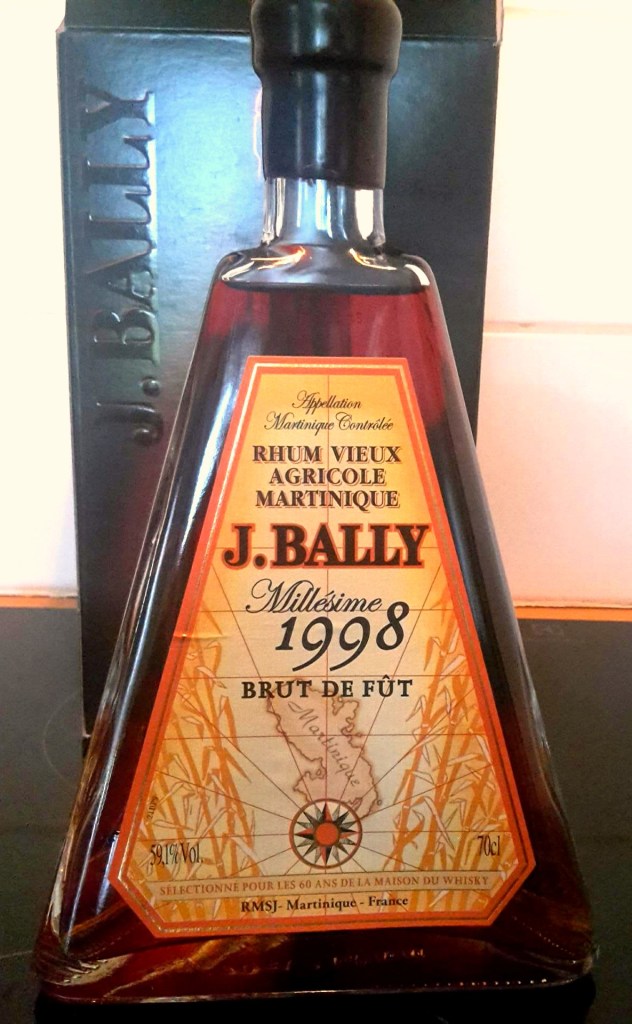 J. BALLY
Appellation
Martinique Contrôlée
RHUM VIEUX
AGRICOLE
MARTINIQUE
J. BALLY
Millésime
1998
BRUT DE FÛT
Martinique
59.1% Vol.
70cl
SÉLECTIONNÉ POUR LES 60 ANS DE LA MAISON DU WHISKY
RMSJ- Martinique - France